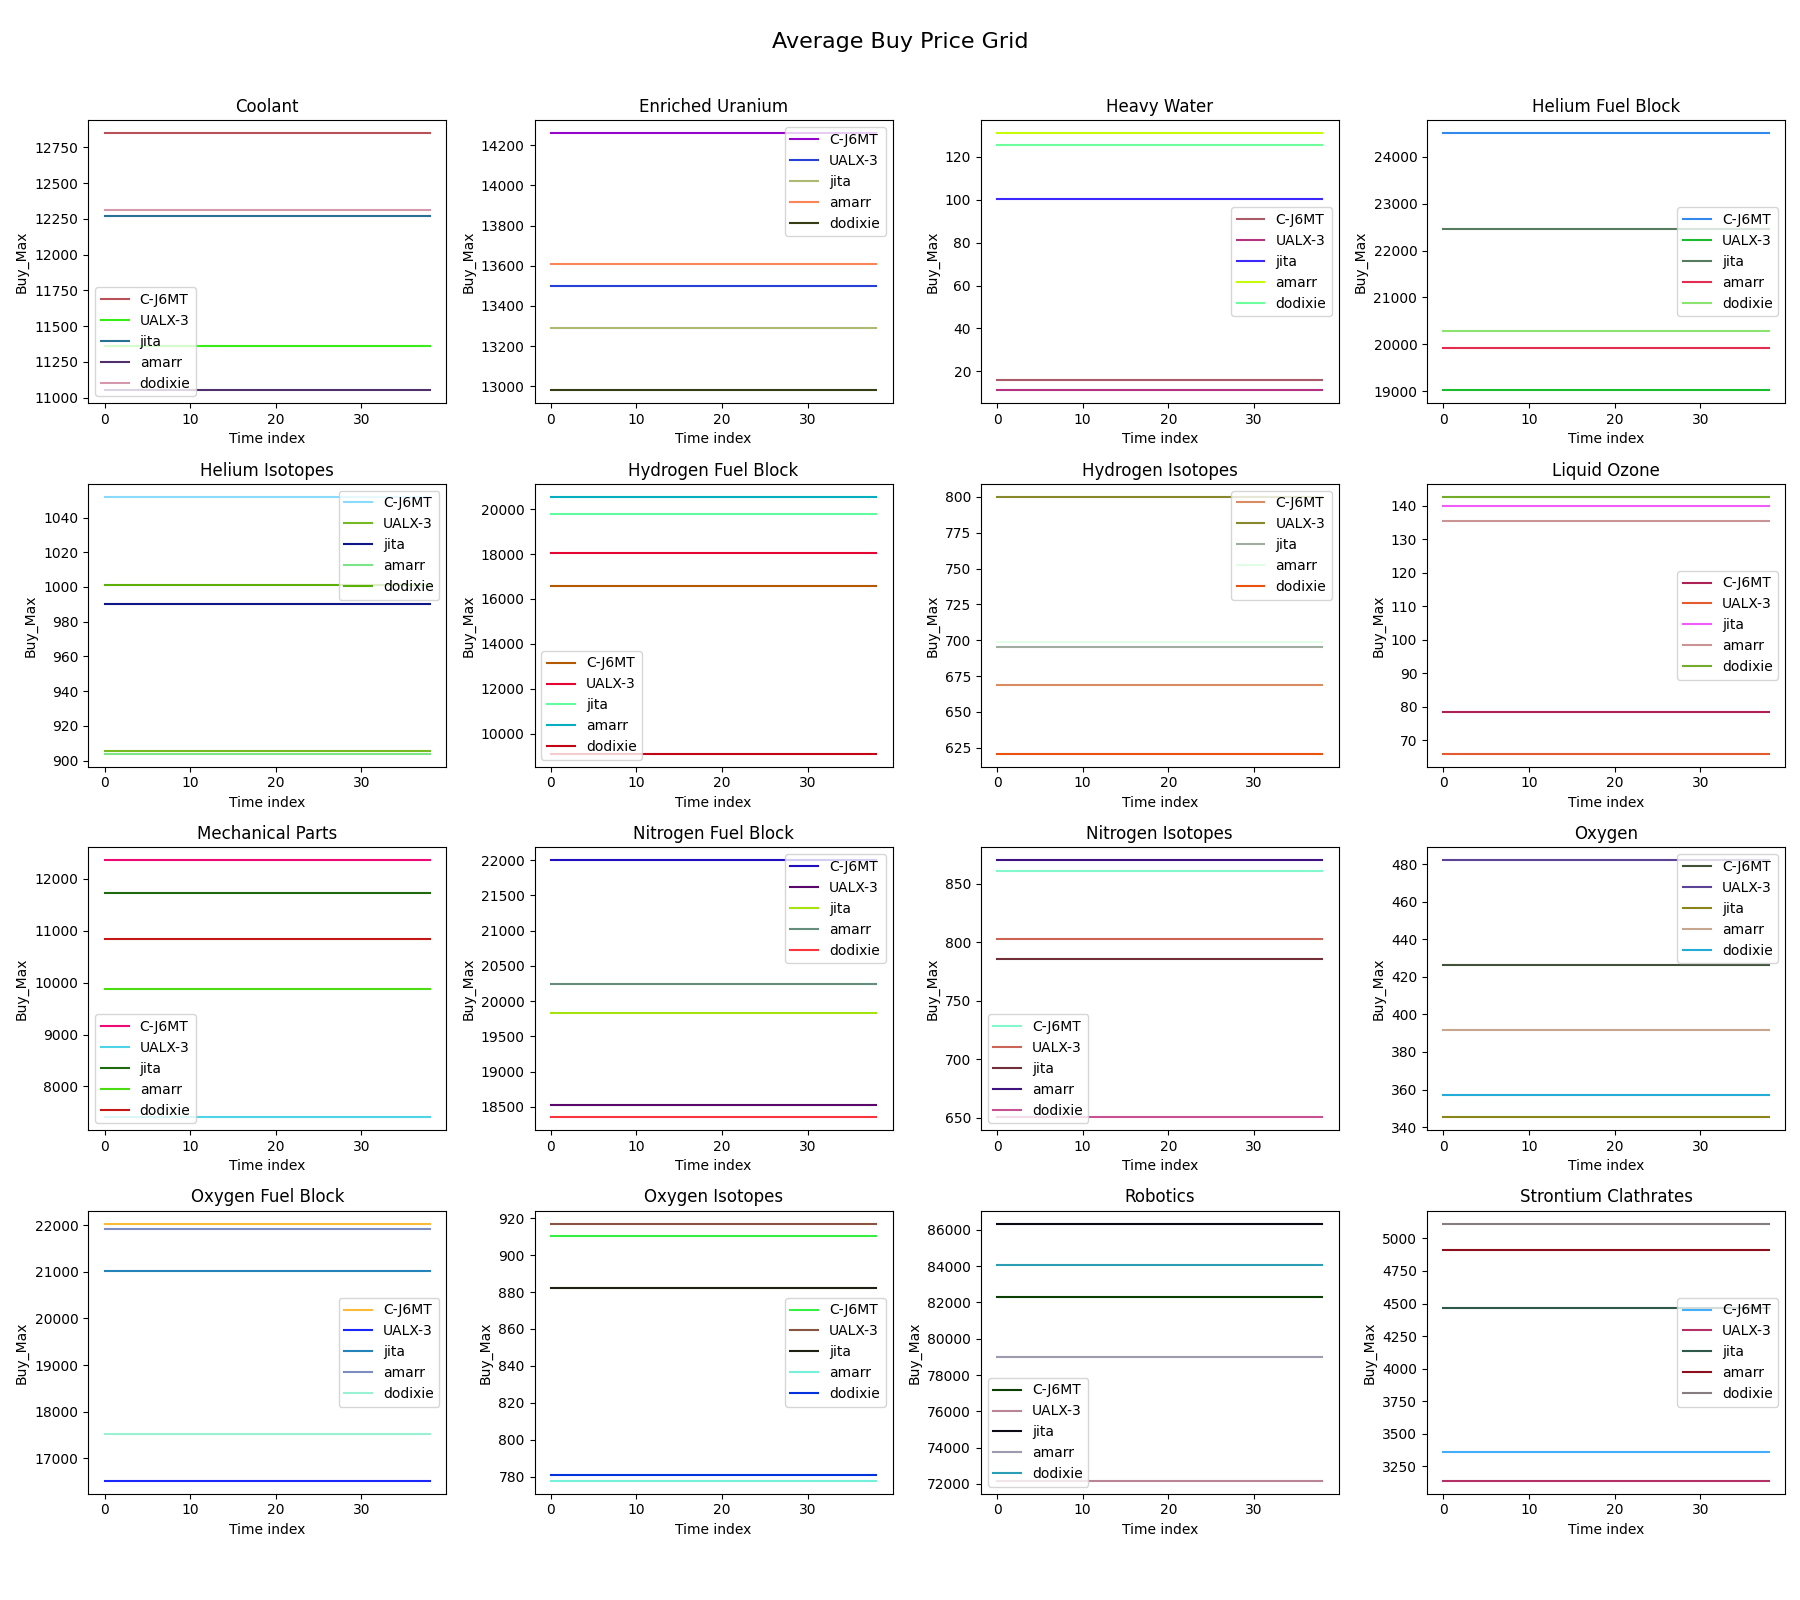 Average Buy Price Grid
Coolant
Buy_Max
12750
12500
12250
12000
11750
11500
11250
11000
C-J6MT
UALX-3
jita
amarr
dodixie
0 10 20 30
Time index
Enriched Uranium
Buy_Max
14200
14000
13800
13600
13400
13200
13000
C-J6MT
UALX-3
jita
amarr
dodixie
0 10 20 30
Time index
Heavy Water
Buy_Max
120
100
80
60
40
20
C-J6MT
UALX-3
jita
amarr
dodixie
0 10 20 30
Time index
Helium Fuel Block
Buy_Max
24000
23000
22000
21000
20000
19000
C-J6MT
UALX-3
jita
amarr
dodixie
0 10 20 30
Time index
Helium Isotopes
Buy_Max
1040
1020
1000
980
960
940
920
900
C-J6MT
UALX-3
jita
amarr
dodixie
0 10 20 30
Time index
Hydrogen Fuel Block
Buy_Max
20000
18000
16000
14000
12000
10000
C-J6MT
UALX-3
jita
amarr
dodixie
0 10 20 30
Time index
Hydrogen Isotopes
Buy_Max
800
775
750
725
700
675
650
625
C-J6MT
UALX-3
jita
amarr
dodixie
0 10 20 30
Time index
Liquid Ozone
Buy_Max
140
130
120
110
100
90
80
70
C-J6MT
UALX-3
jita
amarr
dodixie
0 10 20 30
Time index
Mechanical Parts
Buy_Max
12000
11000
10000
9000
8000
C-J6MT
UALX-3
jita
amarr
dodixie
0 10 20 30
Time index
Nitrogen Fuel Block
Buy_Max
22000
21500
21000
20500
20000
19500
19000
18500
C-J6MT
UALX-3
jita
amarr
dodixie
0 10 20 30
Time index
Nitrogen Isotopes
Buy_Max
850
800
750
700
650
C-J6MT
UALX-3
jita
amarr
dodixie
0 10 20 30
Time index
Oxygen
Buy_Max
480
460
440
420
400
380
360
340
C-J6MT
UALX-3
jita
amarr
dodixie
0 10 20 30
Time index
Oxygen Fuel Block
Buy_Max
22000
21000
20000
19000
18000
17000
C-J6MT
UALX-3
jita
amarr
dodixie
0 10 20 30
Time index
Oxygen Isotopes
Buy_Max
920
900
880
860
840
820
800
780
C-J6MT
UALX-3
jita
amarr
dodixie
0 10 20 30
Time index
Robotics
Buy_Max
86000
84000
82000
80000
78000
76000
74000
72000
C-J6MT
UALX-3
jita
amarr
dodixie
0 10 20 30
Time index
Strontium Clathrates
Buy_Max
5000
4750
4500
4250
4000
3750
3500
3250
C-J6MT
UALX-3
jita
amarr
dodixie
0 10 20 30
Time index